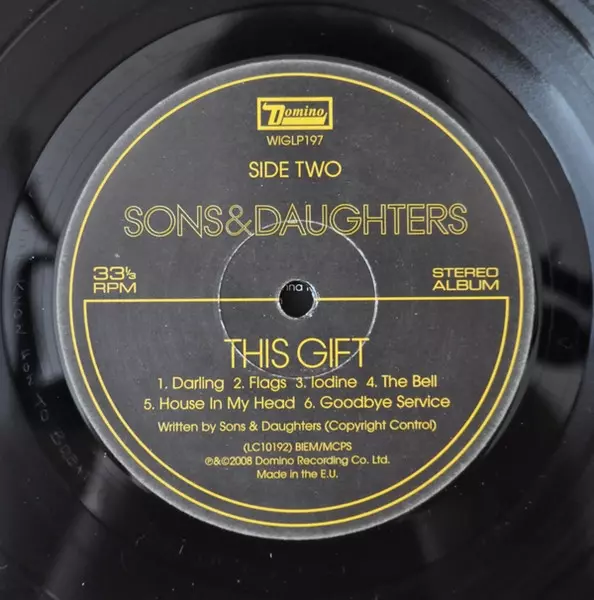 Domino
WIGLP197
SIDE TWO
SONS&DAUGHTERS
33⅓ RPM
STEREO ALBUM
THIS GIFT
1. Darling 2. Flags 3. Iodine 4. The Bell
5. House In My Head 6. Goodbye Service
Written by Sons & Daughters (Copyright Control)
(LC10192) BIEM/MCPS
℗&©2008 Domino Recording Co. Ltd.
Made in the E.U.